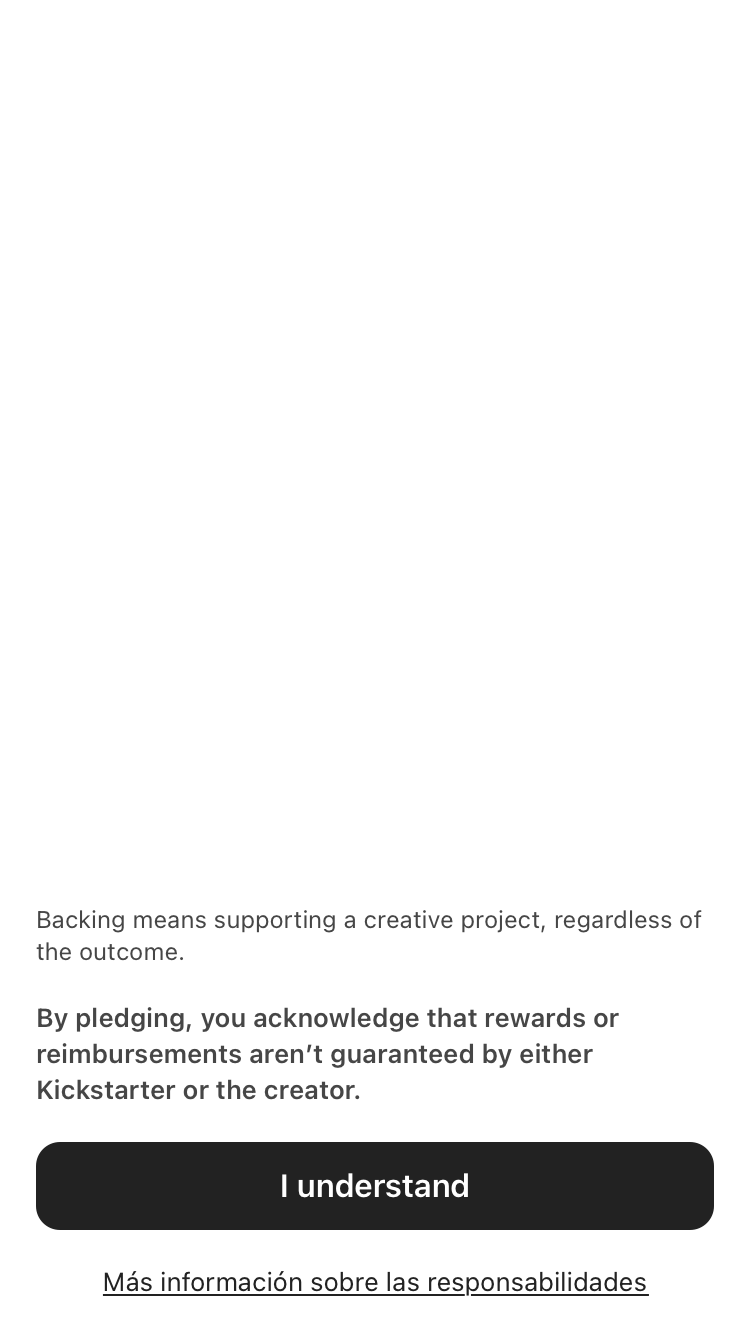 Backing means supporting a creative project, regardless of
the outcome.
By pledging, you acknowledge that rewards or
reimbursements aren’t guaranteed by either
Kickstarter or the creator.
I understand
Más información sobre las responsabilidades